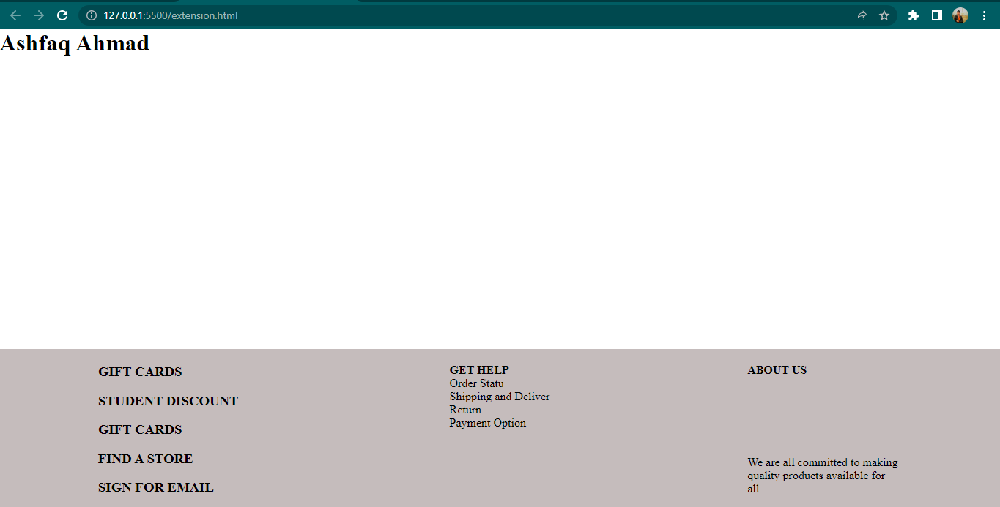 127.0.0.1:5500/extension.html
Ashfaq Ahmad
GIFT CARDS
STUDENT DISCOUNT
GIFT CARDS
FIND A STORE
SIGN FOR EMAIL
GET HELP
Order Statu
Shipping and Deliver
Return
Payment Option
ABOUT US
We are all committed to making
quality products available for
all.